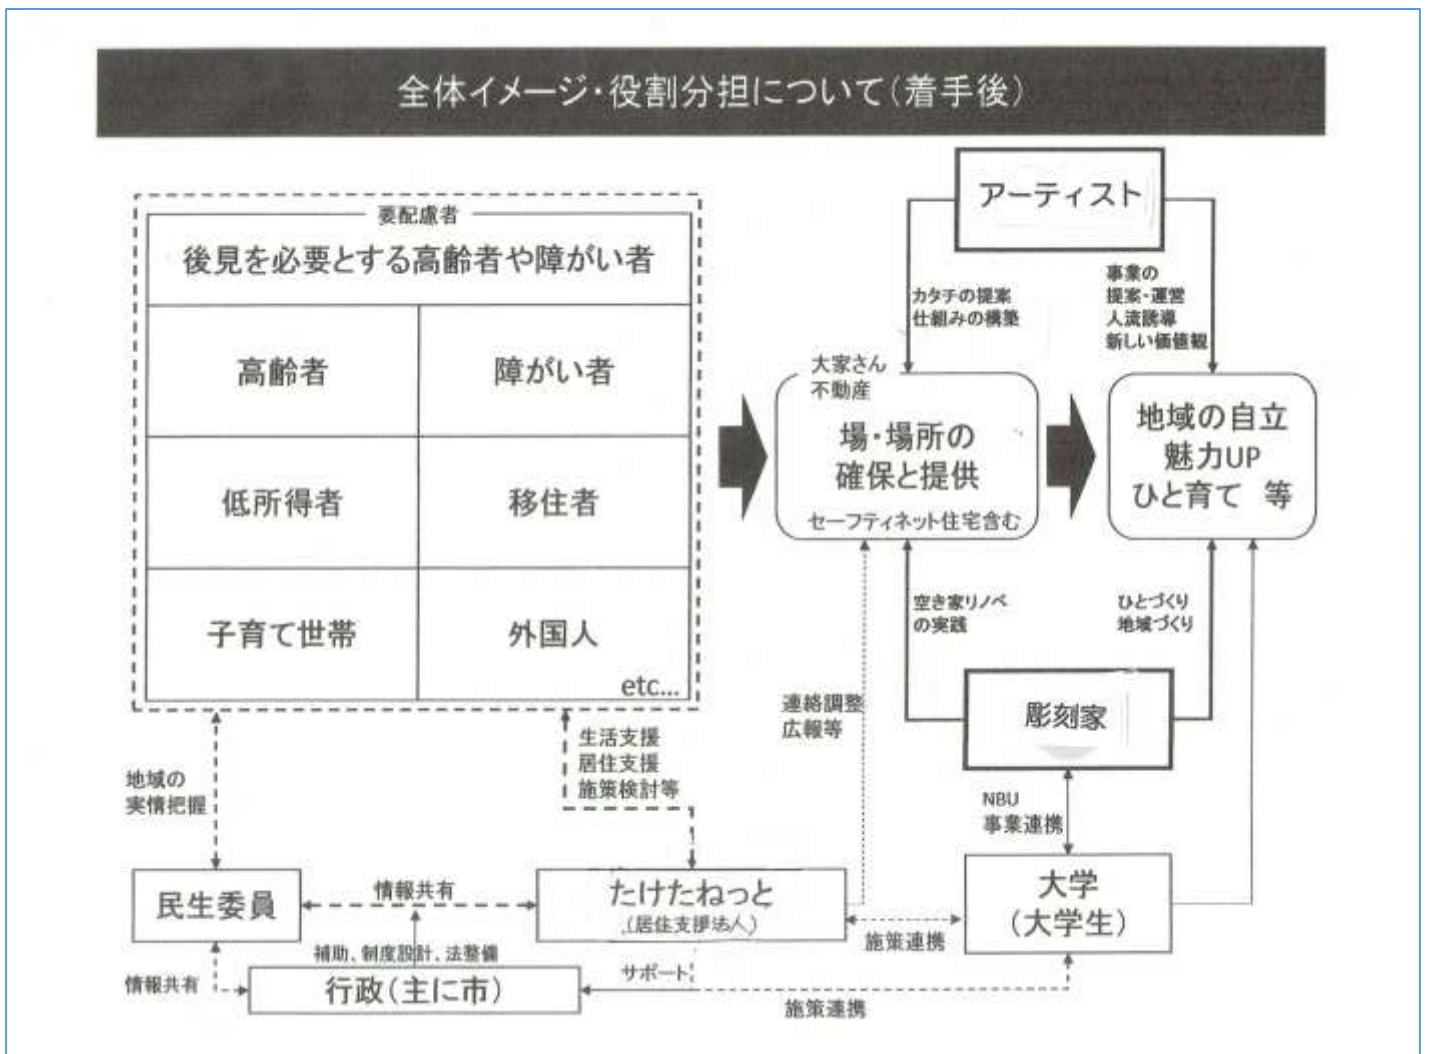 全体イメージ・役割分担について(着手後)
アーティスト
要配慮者
後見を必要とする高齢者や障がい者
高齢者
障がい者
低所得者
移住者
子育て世帯
外国人
etc...
カタチの提案
仕組みの構築
事業の
提案・運営
人流誘導
新しい価値観
大家さん
不動産
場・場所の
確保と提供
セーフティネット住宅含む
地域の自立
魅力UP
ひと育て 等
空き家リノベ
の実践
ひとづくり
地域づくり
彫刻家
連絡調整
広報等
生活支援
居住支援
施策検討等
地域の
実情把握
NBU
事業連携
民生委員
情報共有
たけたねっと
(居住支援法人)
大学
(大学生)
施策連携
補助、制度設計、法整備
情報共有
行政(主に市)
サポート
施策連携